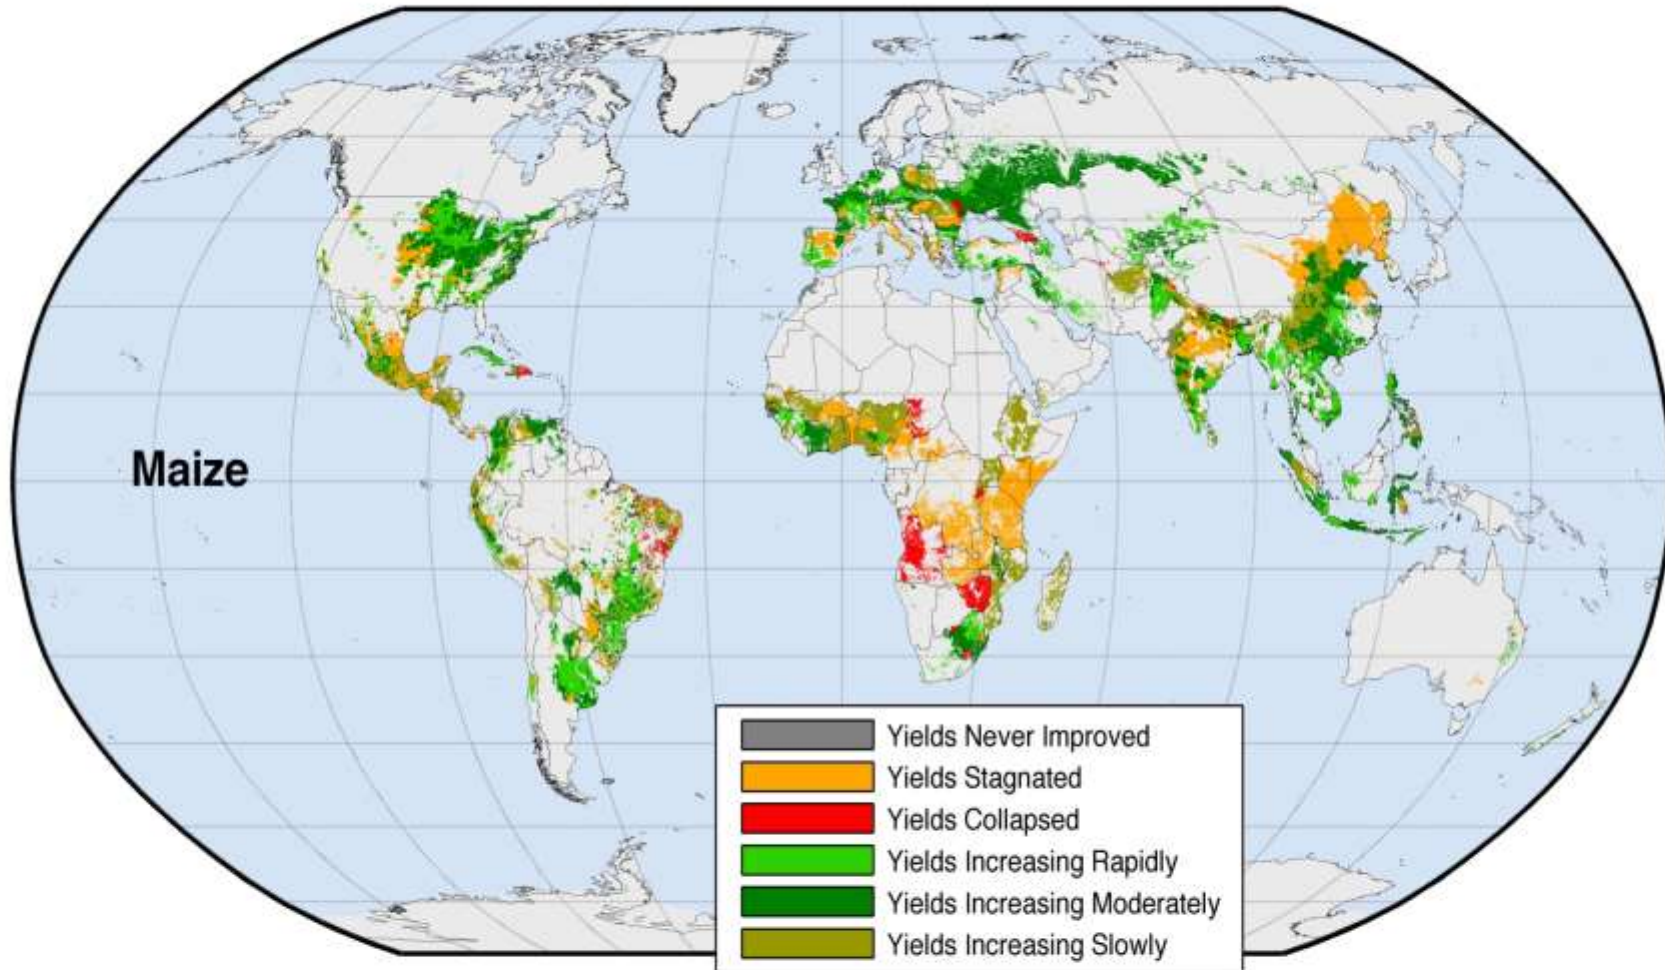 Maize
Yields Never Improved
Yields Stagnated
Yields Collapsed
Yields Increasing Rapidly
Yields Increasing Moderately
Yields Increasing Slowly